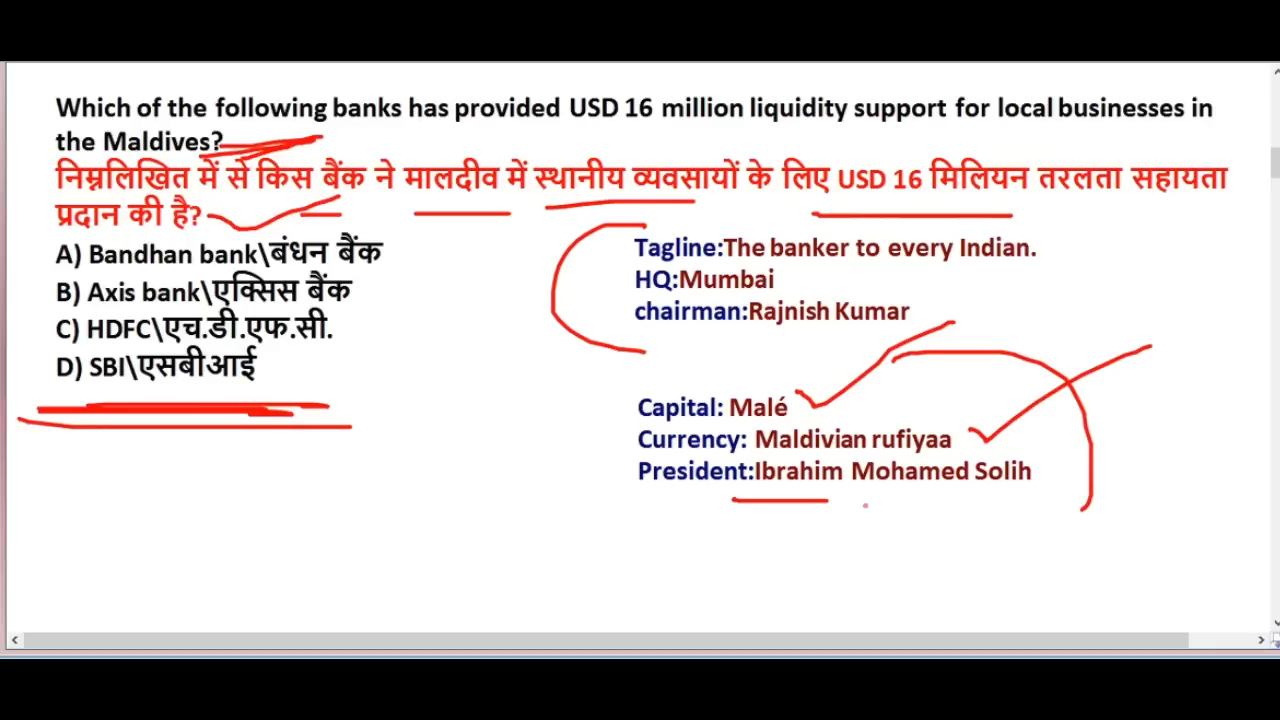 Which of the following banks has provided USD 16 million liquidity support for local businesses in
the Maldives?
निम्नलिखित में से किस बैंक ने मालदीव में स्थानीय व्यवसायों के लिए USD 16 मिलियन तरलता सहायता
प्रदान की है?
A) Bandhan bank\बंधन बैंक
B) Axis bank\एक्सिस बैंक
C) HDFC\एच.डी.एफ.सी.
D) SBI\एसबीआई
Tagline:The banker to every Indian.
HQ:Mumbai
chairman:Rajnish Kumar
Capital: Malé
Currency: Maldivian rufiyaa
President:Ibrahim Mohamed Solih